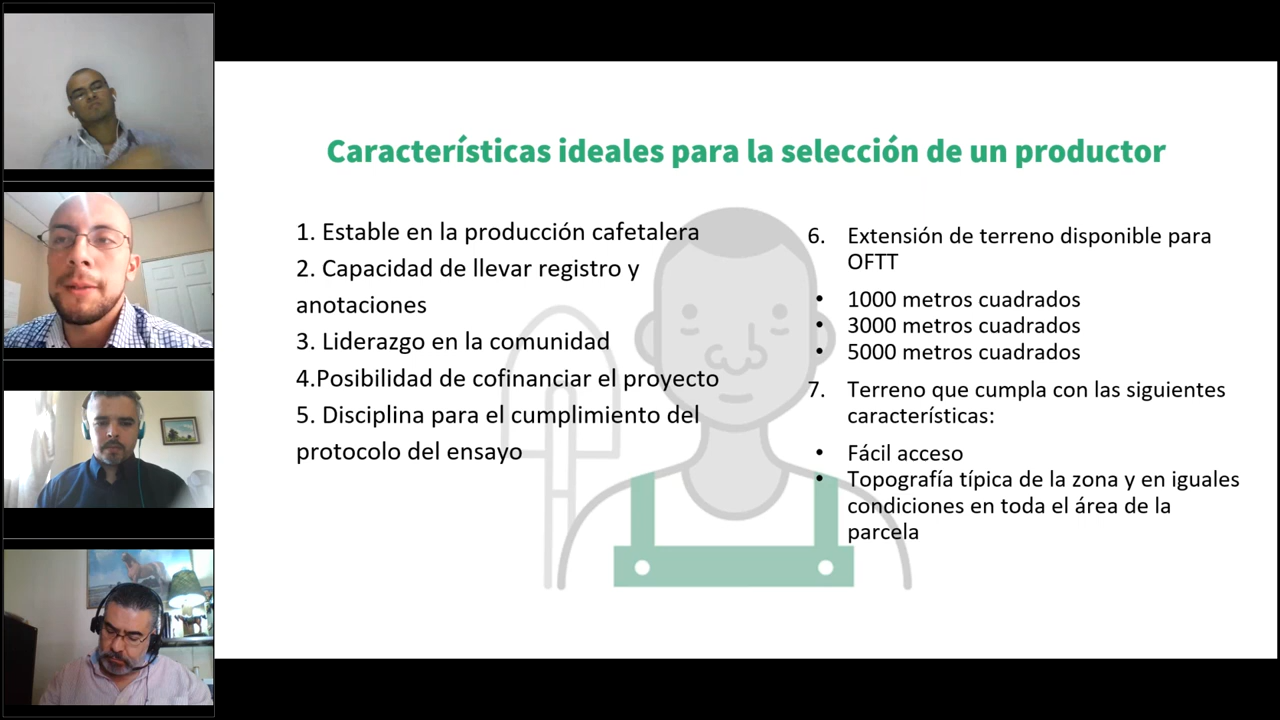 Características ideales para la selección de un productor
1. Estable en la producción cafetalera
2. Capacidad de llevar registro y
anotaciones
3. Liderazgo en la comunidad
4.Posibilidad de cofinanciar el proyecto
5. Disciplina para el cumplimiento del
protocolo del ensayo
6. Extensión de terreno disponible para
OFTT
• 1000 metros cuadrados
• 3000 metros cuadrados
• 5000 metros cuadrados
7. Terreno que cumpla con las siguientes
características:
• Fácil acceso
• Topografía típica de la zona y en iguales
condiciones en toda el área de la
parcela